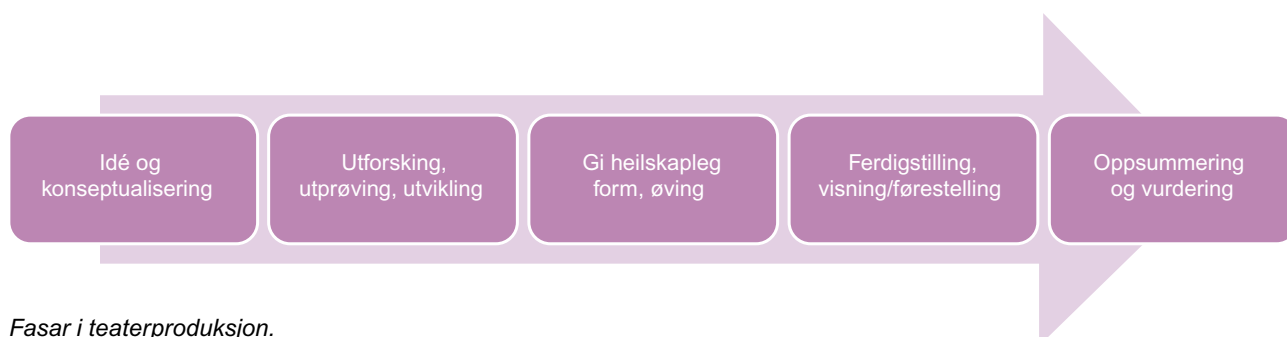 Idé og
konseptualisering
Utforsking,
utprøving, utvikling
Gi heilskapleg
form, øving
Ferdigstilling,
visning/førestelling
Oppsummering
og vurdering
Fasar i teaterproduksjon.